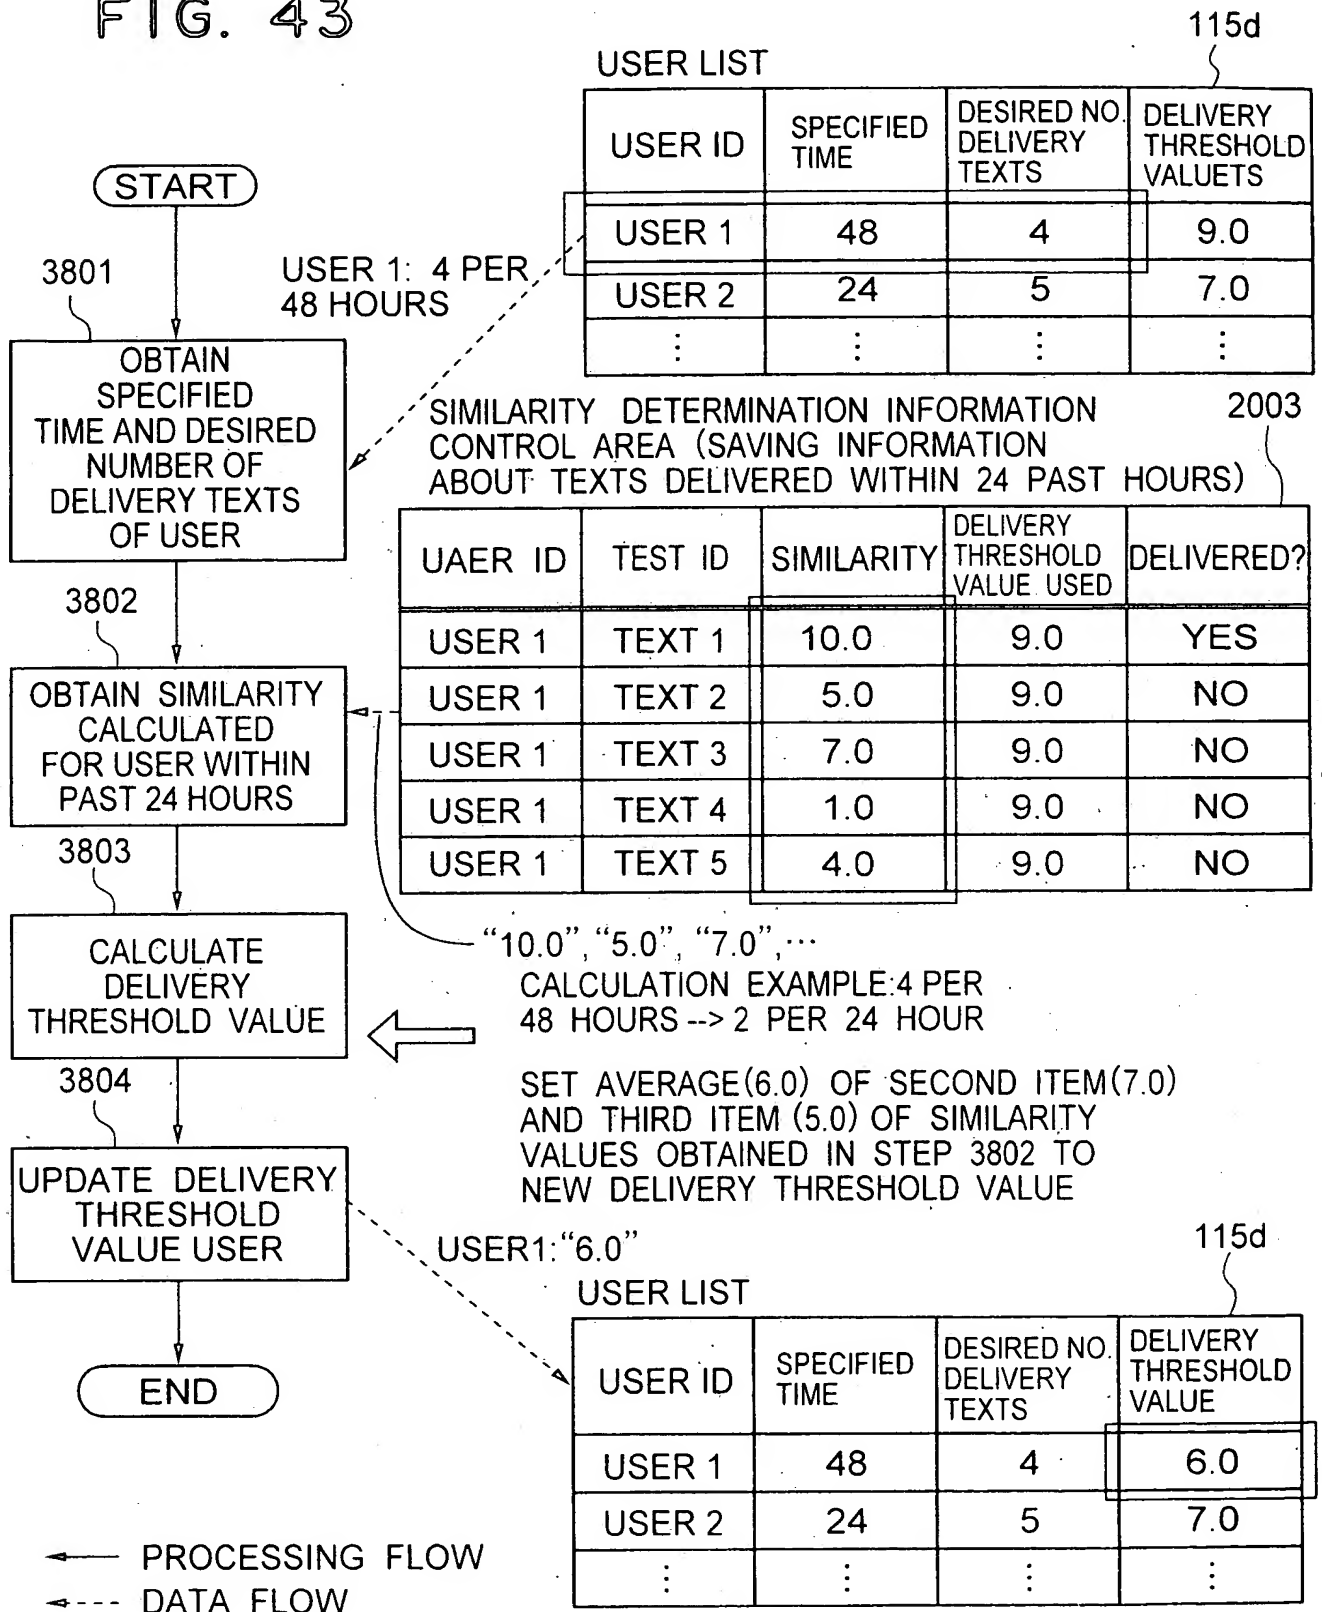 FIG. 43
115d
USER LIST
USER ID
SPECIFIED
TIME
DESIRED NO.
DELIVERY
TEXTS
DELIVERY
THRESHOLD
VALUETS
USER 1 48 4 9.0
USER 2 24 5 7.0
START
3801
USER 1: 4 PER
48 HOURS
OBTAIN
SPECIFIED
TIME AND DESIRED
NUMBER OF
DELIVERY TEXTS
OF USER
SIMILARITY DETERMINATION INFORMATION
CONTROL AREA (SAVING INFORMATION
ABOUT TEXTS DELIVERED WITHIN 24 PAST HOURS)
2003
UAER ID
TEST ID
SIMILARITY
DELIVERY
THRESHOLD
VALUE USED
DELIVERED?
USER 1 TEXT 1 10.0 9.0 YES
USER 1 TEXT 2 5.0 9.0 NO
USER 1 TEXT 3 7.0 9.0 NO
USER 1 TEXT 4 1.0 9.0 NO
USER 1 TEXT 5 4.0 9.0 NO
3802
OBTAIN SIMILARITY
CALCULATED
FOR USER WITHIN
PAST 24 HOURS
"10.0", "5.0", "7.0", ...
3803
CALCULATE
DELIVERY
THRESHOLD VALUE
CALCULATION EXAMPLE:4 PER
48 HOURS --> 2 PER 24 HOUR
SET AVERAGE(6.0) OF SECOND ITEM(7.0)
AND THIRD ITEM (5.0) OF SIMILARITY
VALUES OBTAINED IN STEP 3802 TO
NEW DELIVERY THRESHOLD VALUE
3804
UPDATE DELIVERY
THRESHOLD
VALUE USER
USER1:"6.0"
115d
USER LIST
USER ID
SPECIFIED
TIME
DESIRED NO.
DELIVERY
TEXTS
DELIVERY
THRESHOLD
VALUE
USER 1 48 4 6.0
USER 2 24 5 7.0
END
PROCESSING FLOW
DATA FLOW